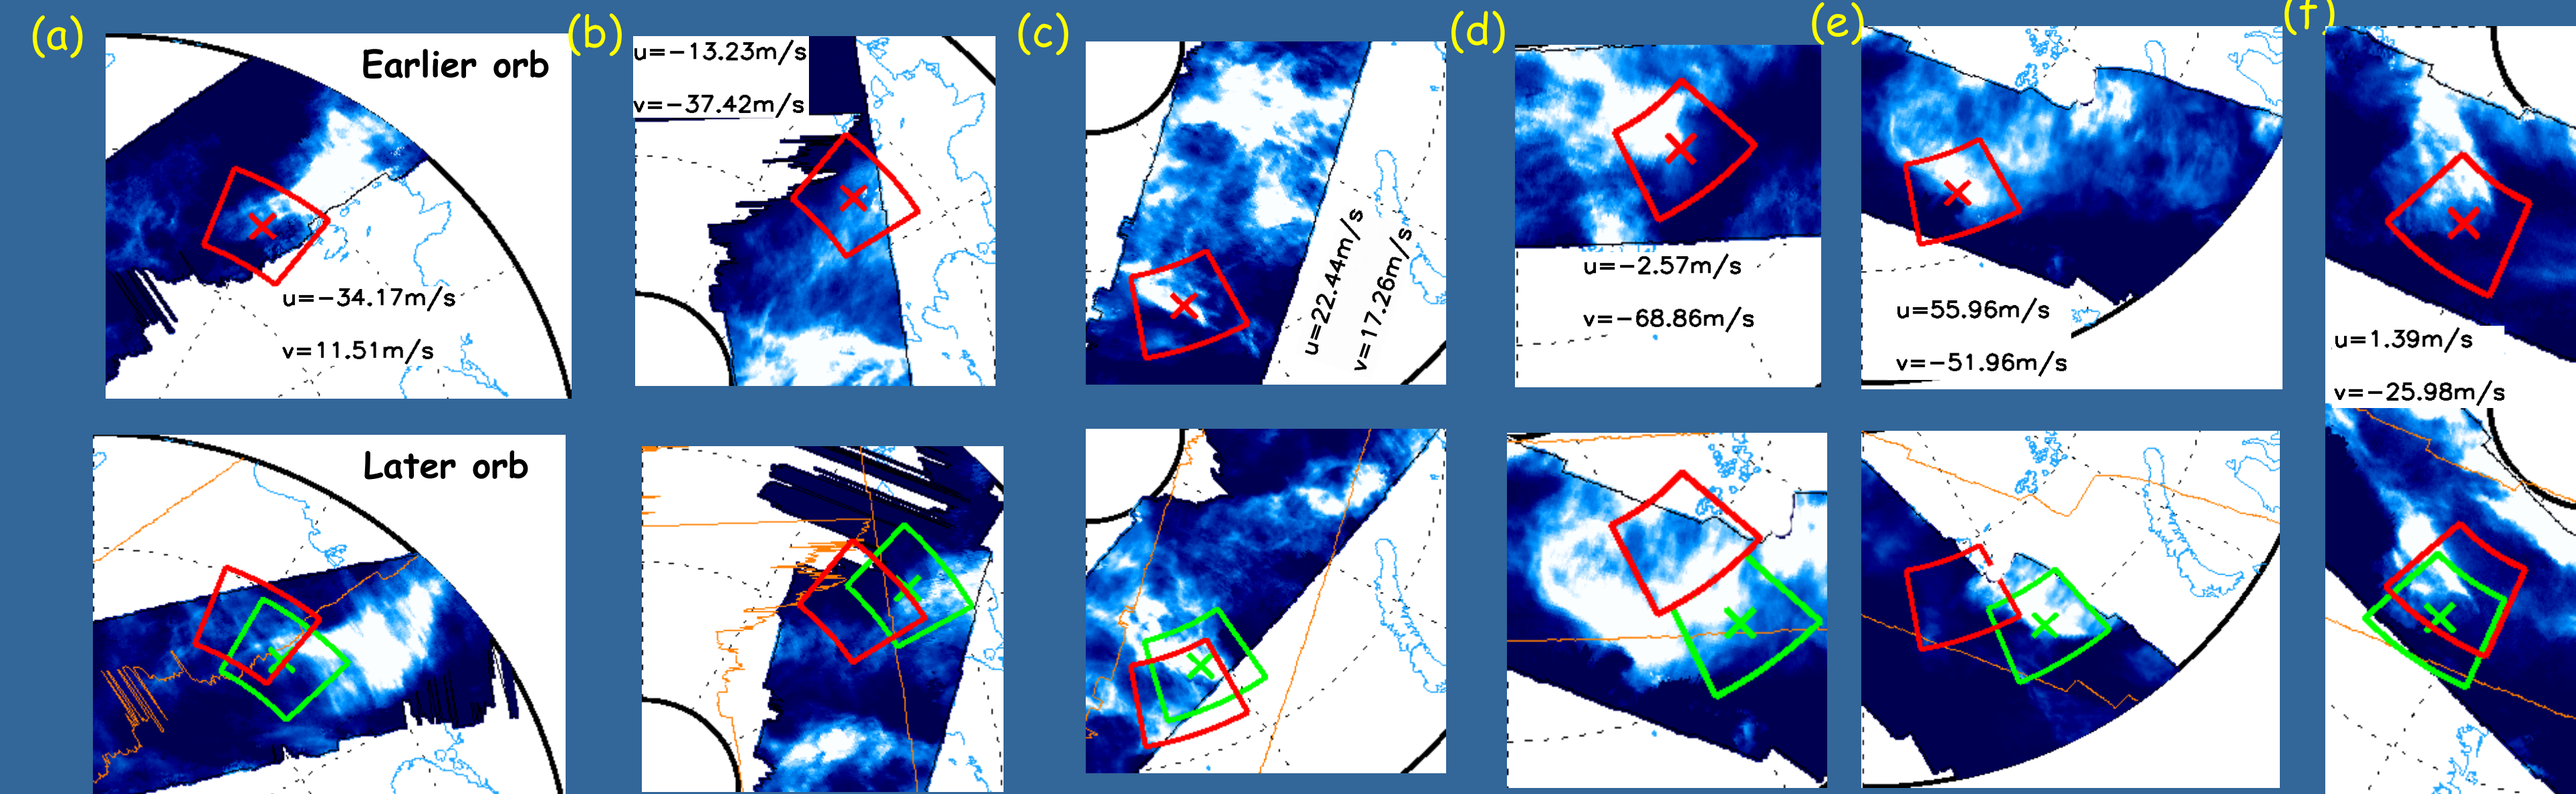 (a)
Earlier orb
u=-34.17m/s
v=11.51m/s
(b)
u=-13.23m/s
v=-37.42m/s
(c)
u=22.44m/s
v=17.26m/s
(d)
u=-2.57m/s
v=-68.86m/s
(e)
u=55.96m/s
v=-51.96m/s
(f)
u=1.39m/s
v=-25.98m/s
Later orb